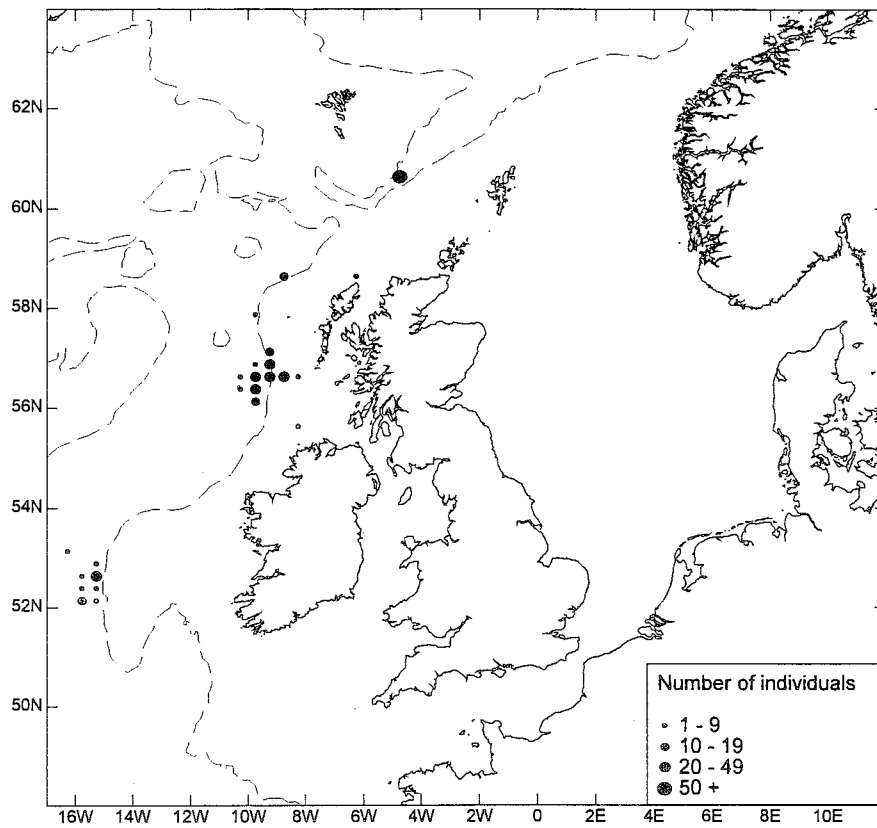 62N
60N
58N
56N
54N
52N
50N
Number of individuals
1 - 9
10 - 19
20 - 49
50 +
16W 14W 12W 10W 8W 6W 4W 2W 0 2E 4E 6E 8E 10E